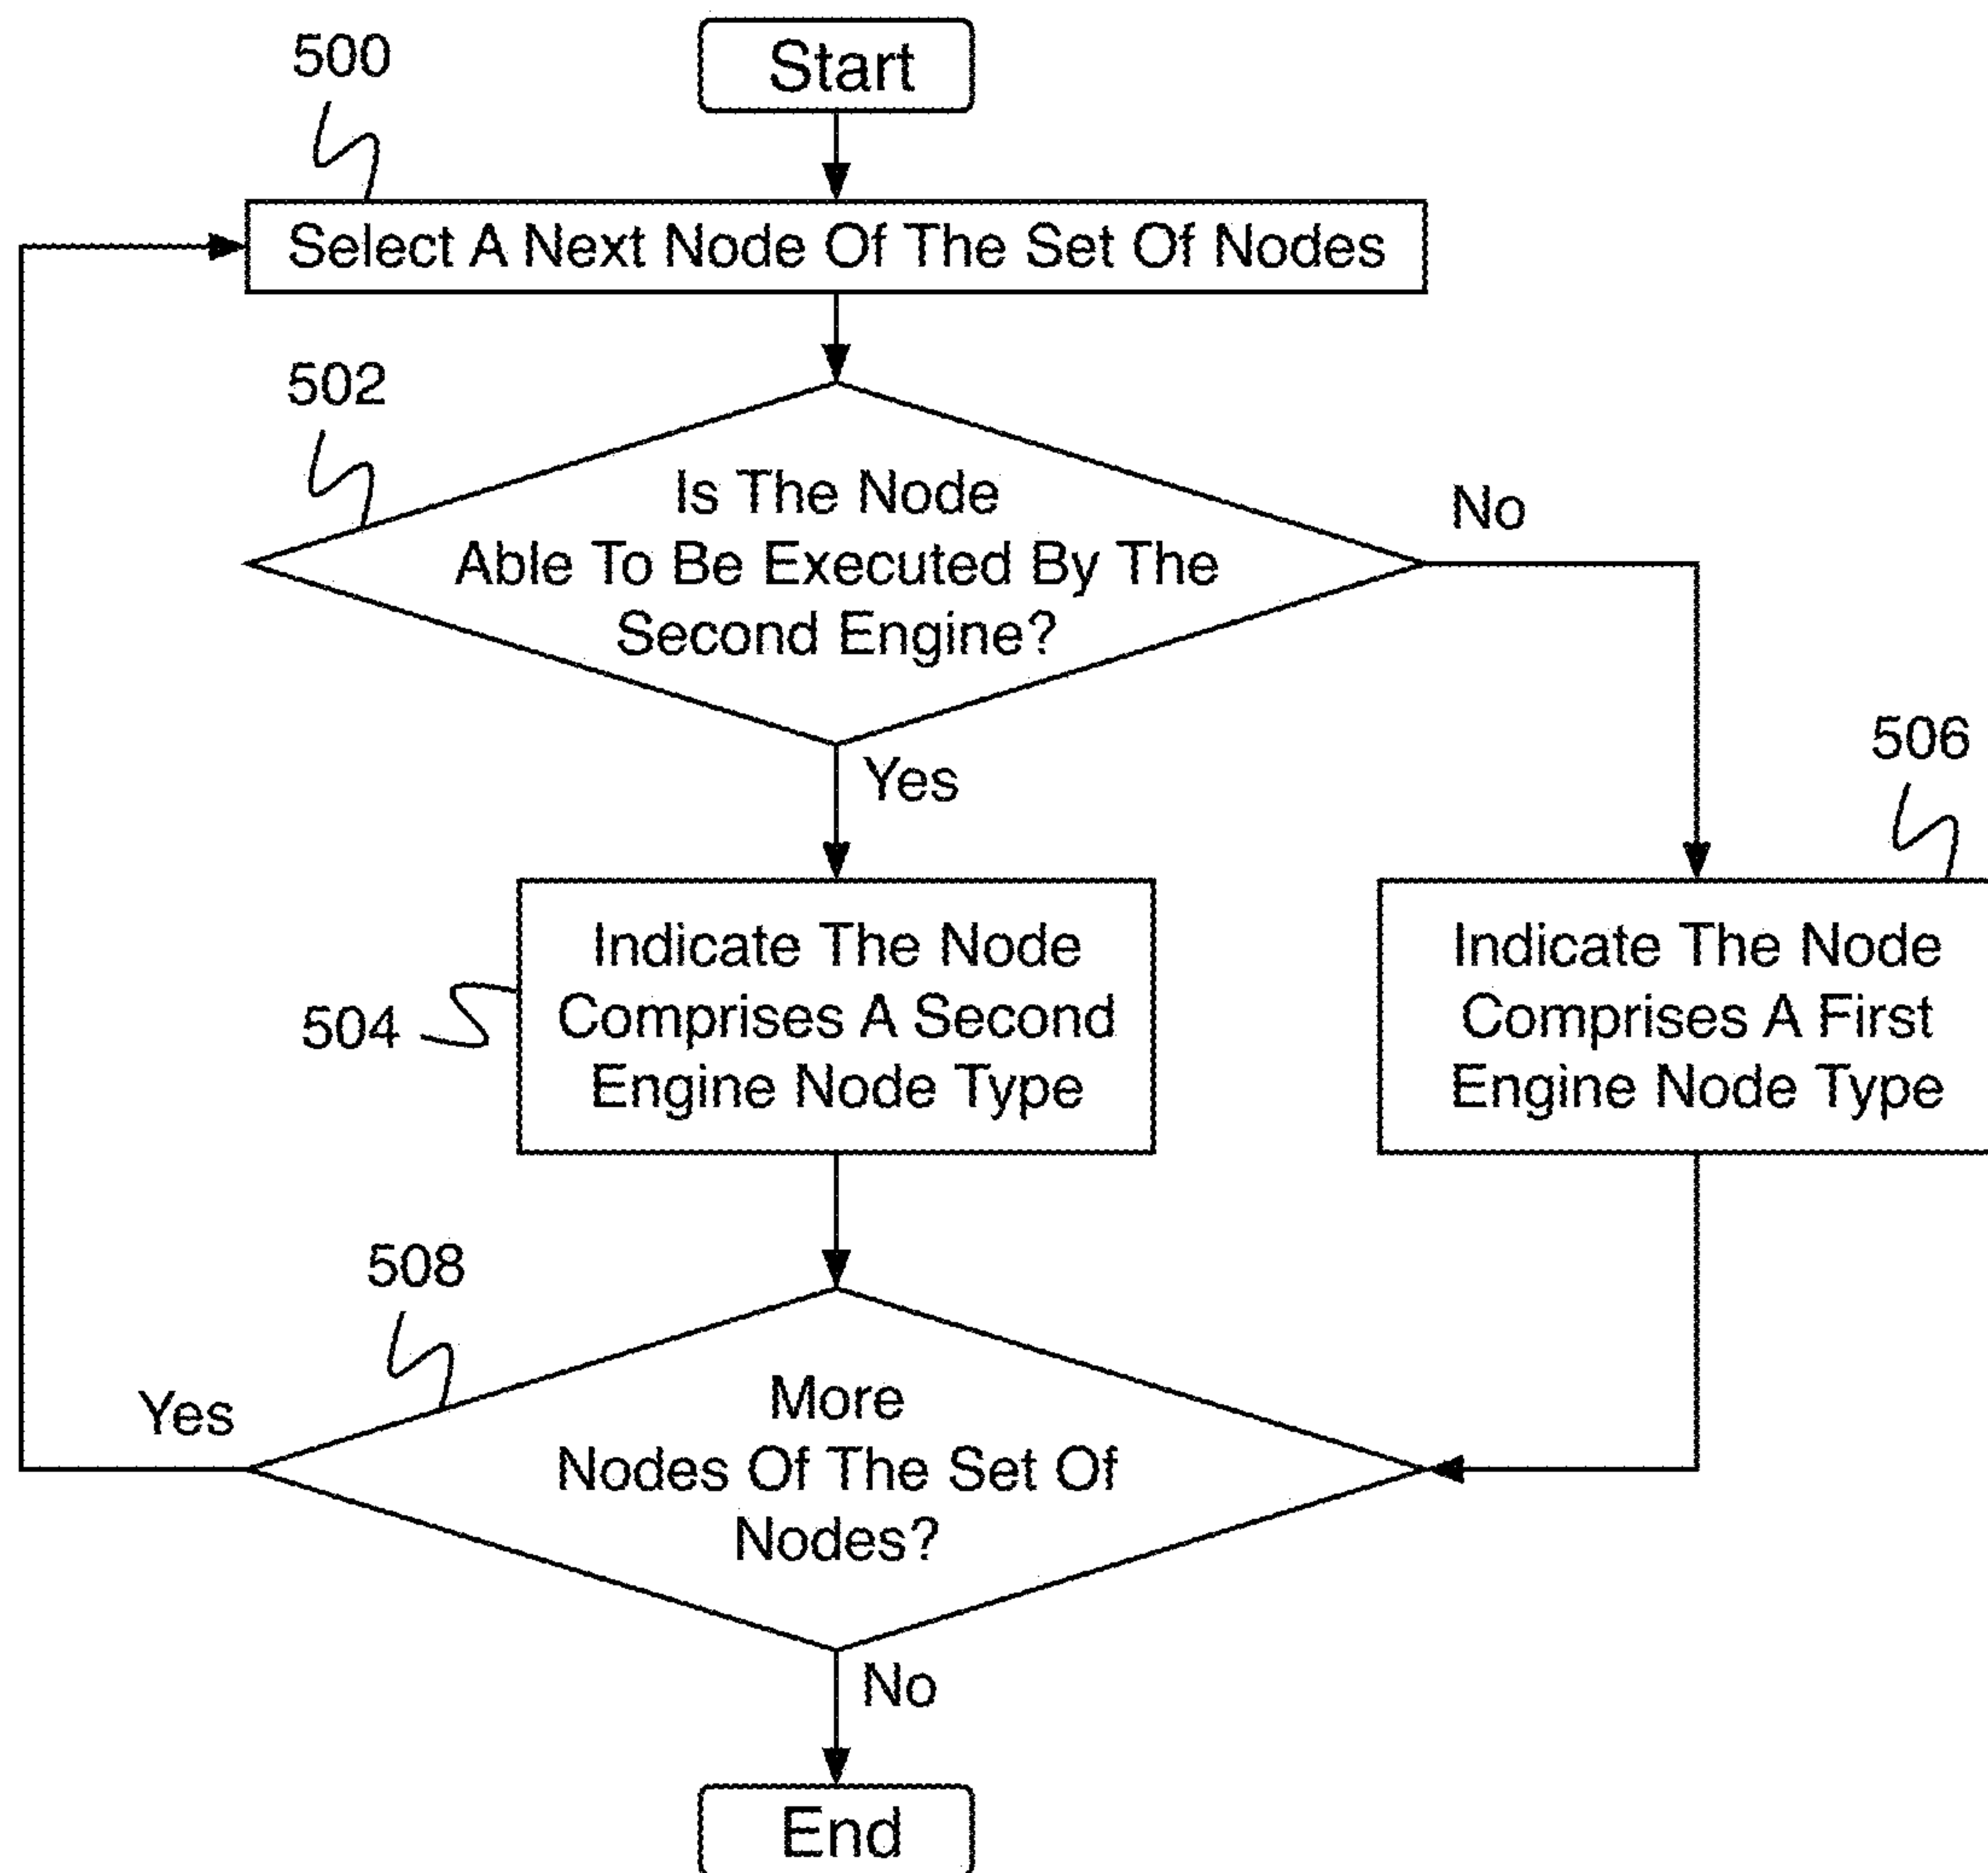 500
Start
Select A Next Node Of The Set Of Nodes
502
Is The Node
Able To Be Executed By The
Second Engine?
No
Yes
506
504
Indicate The Node
Comprises A Second
Engine Node Type
Indicate The Node
Comprises A First
Engine Node Type
508
Yes
More
Nodes Of The Set Of
Nodes?
No
End